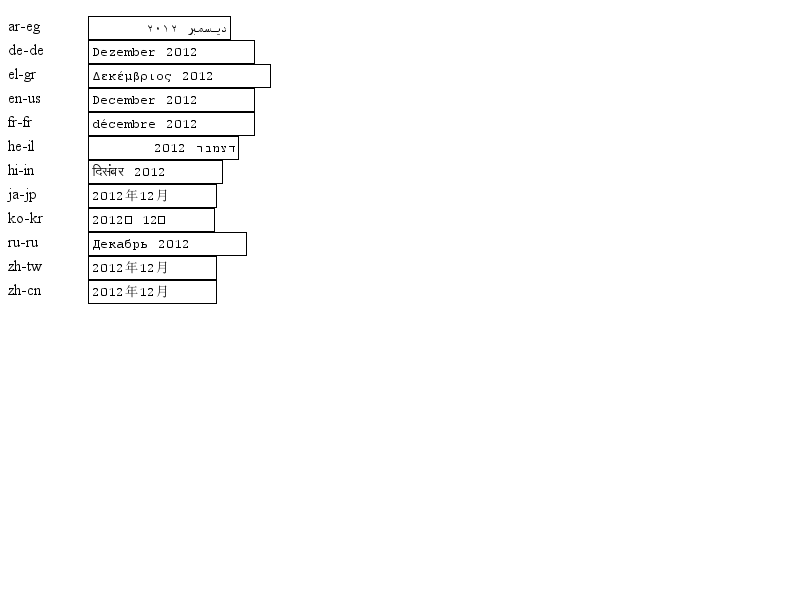 ar-eg ديسمبر ٢٠١٢
de-de Dezember 2012
el-gr Δεκέμβριος 2012
en-us December 2012
fr-fr décembre 2012
he-il דצמבר 2012
hi-in दिसंबर 2012
ja-jp 2012年12月
ko-kr 2012□ 12□
ru-ru Декабрь 2012
zh-tw 2012年12月
zh-cn 2012年12月